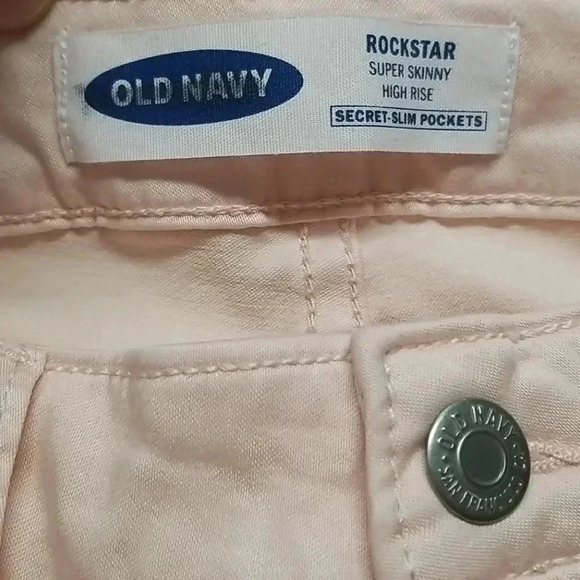 OLD NAVY
ROCKSTAR
SUPER SKINNY
HIGH RISE
SECRET-SLIM POCKETS
OLD NAVY
SAN FRANCISCO